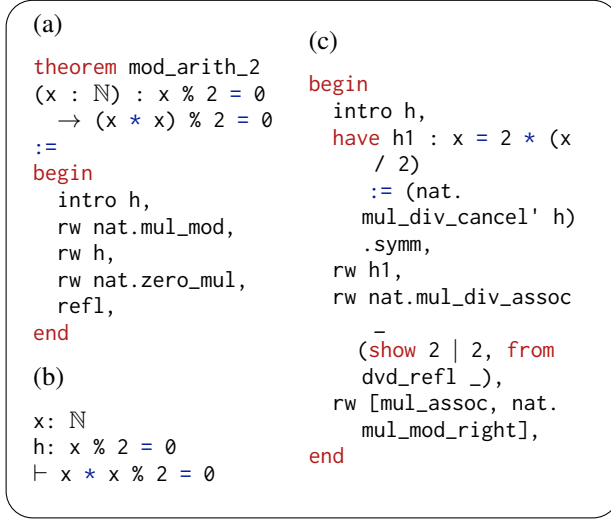 (a)
theorem mod_arith_2
(x : ℕ) : x % 2 = 0
→ (x * x) % 2 = 0
:=
begin
intro h,
rw nat.mul_mod,
rw h,
rw nat.zero_mul,
refl,
end
(b)
x: ℕ
h: x % 2 = 0
⊢ x * x % 2 = 0
(c)
begin
intro h,
have h1 : x = 2 * (x
/ 2)
:= (nat.
mul_div_cancel' h)
.symm,
rw h1,
rw nat.mul_div_assoc
_
(show 2 | 2, from
dvd_refl _),
rw [mul_assoc, nat.
mul_mod_right],
end